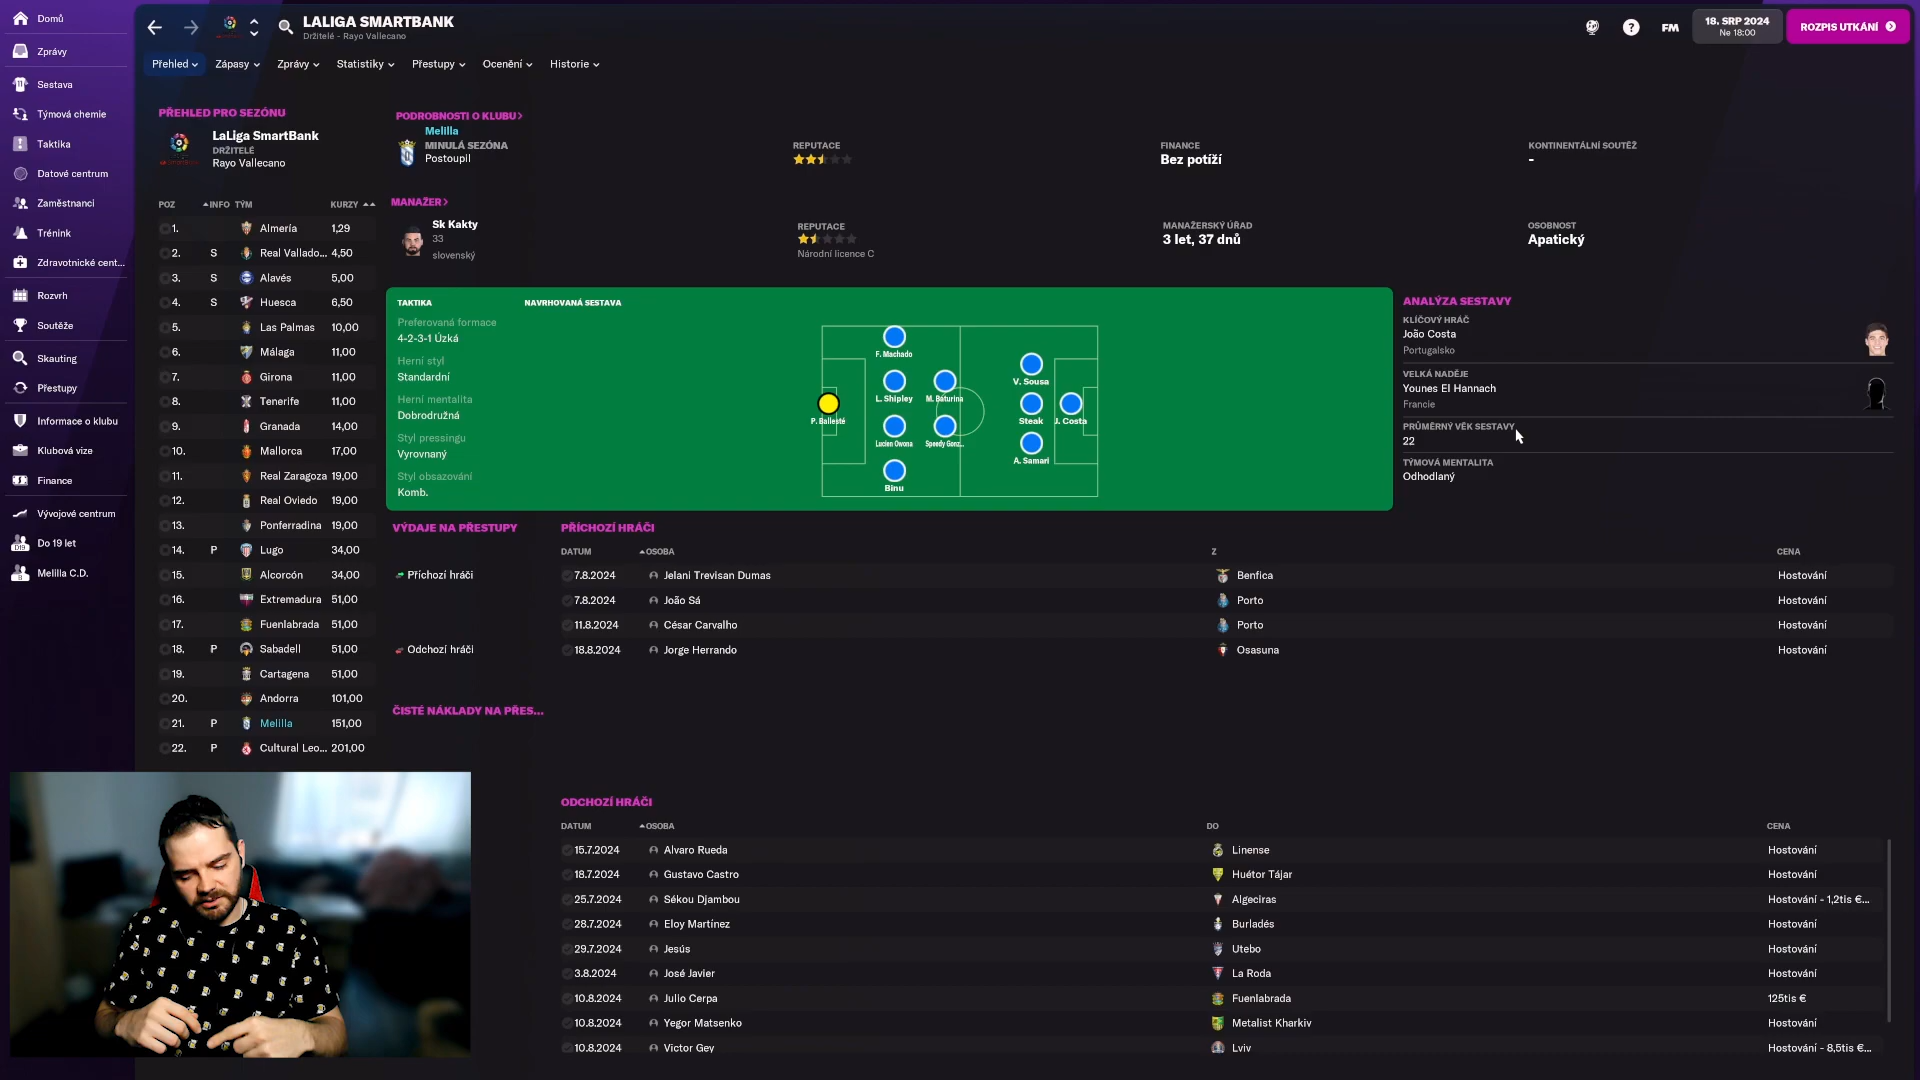 Domů
Zprávy
Sestava
Týmová chemie
Taktika
Datové centrum
Zaměstnanci
Trénink
Zdravotnické cent...
Rozvrh
Soutěže
Skauting
Přestupy
Informace o klubu
Klubová vize
Finance
Vývojové centrum
Do 19 let
Melilla C.D.
LALIGA SMARTBANK
Držitelé - Rayo Vallecano
FM
18. SRP 2024
Ne 18:00
ROZPIS UTKÁNÍ
Přehled
Zápasy
Zprávy
Statistiky
Přestupy
Ocenění
Historie
PŘEHLED PRO SEZÓNU
LaLiga SmartBank
DRŽITELÉ
Rayo Vallecano
POZ INFO TÝM KURZY
1. Almería 1,29
2. S Real Vallado... 4,50
3. S Alavés 5,00
4. S Huesca 6,50
5. Las Palmas 10,00
6. Málaga 11,00
7. Girona 11,00
8. Tenerife 11,00
9. Granada 14,00
10. Mallorca 17,00
11. Real Zaragoza 19,00
12. Real Oviedo 19,00
13. Ponferradina 19,00
14. P Lugo 34,00
15. Alcorcón 34,00
16. Extremadura 51,00
17. Fuenlabrada 51,00
18. P Sabadell 51,00
19. Cartagena 51,00
20. Andorra 101,00
21. P Melilla 151,00
22. P Cultural Leo... 201,00
PODROBNOSTI O KLUBU
Melilla
MINULÁ SEZÓNA
Postoupil
REPUTACE
FINANCE
Bez potíží
KONTINENTÁLNÍ SOUTĚŽ
-
MANAŽER
Sk Kakty
33
slovenský
REPUTACE
Národní licence C
MANAŽERSKÝ ÚŘAD
3 let, 37 dnů
OSOBNOST
Apatický
TAKTIKA
NAVRHOVANÁ SESTAVA
Preferovaná formace
4-2-3-1 Úzká
Herní styl
Standardní
Herní mentalita
Dobrodružná
Styl pressingu
Vyrovnaný
Styl obsazování
Komb.
F. Machado
V. Sousa
L. Shipley
M. Baturina
P. Ballesté
Steak
J. Costa
Lucien Owona
Speedy Gonz...
A. Samari
Binu
ANALÝZA SESTAVY
KLÍČOVÝ HRÁČ
João Costa
Portugalsko
VELKÁ NADĚJE
Younes El Hannach
Francie
PRŮMĚRNÝ VĚK SESTAVY
22
TÝMOVÁ MENTALITA
Odhodlaný
VÝDAJE NA PŘESTUPY
Příchozí hráči
Odchozí hráči
ČISTÉ NÁKLADY NA PŘES...
PŘÍCHOZÍ HRÁČI
DATUM OSOBA Z CENA
7.8.2024 Jelani Trevisan Dumas Benfica Hostování
7.8.2024 João Sá Porto Hostování
11.8.2024 César Carvalho Porto Hostování
18.8.2024 Jorge Herrando Osasuna Hostování
ODCHOZÍ HRÁČI
DATUM OSOBA DO CENA
15.7.2024 Alvaro Rueda Linense Hostování
18.7.2024 Gustavo Castro Huétor Tájar Hostování
25.7.2024 Sékou Djambou Algeciras Hostování - 1,2tis €...
28.7.2024 Eloy Martínez Burladés Hostování
29.7.2024 Jesús Utebo Hostování
3.8.2024 José Javier La Roda Hostování
10.8.2024 Julio Cerpa Fuenlabrada 125tis €
10.8.2024 Yegor Matsenko Metalist Kharkiv Hostování
10.8.2024 Victor Gey Lviv Hostování - 8,5tis €...